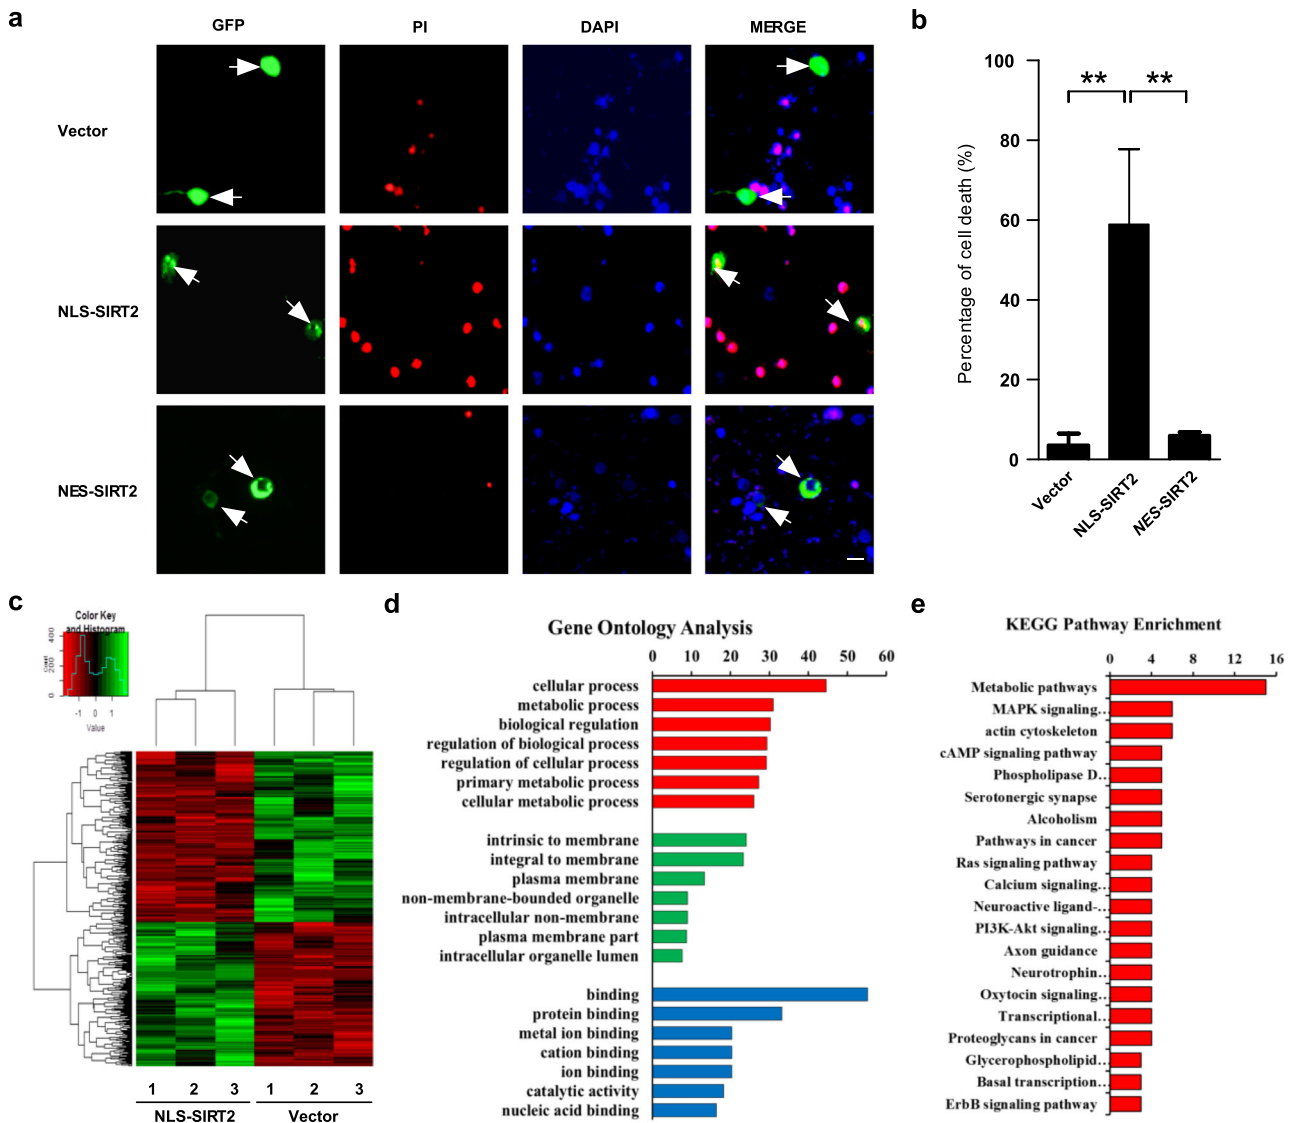 a
GFP
PI
DAPI
MERGE
Vector
NLS-SIRT2
NES-SIRT2
b
100
80
60
40
20
0
Percentage of cell death (%)
**
**
Vector
NLS-SIRT2
NES-SIRT2
c
Color Key
and Histogram
Count
0
200
400
-1
0
1
Value
1
2
3
1
2
3
NLS-SIRT2
Vector
d
Gene Ontology Analysis
0
10
20
30
40
50
60
cellular process
metabolic process
biological regulation
regulation of biological process
regulation of cellular process
primary metabolic process
cellular metabolic process
intrinsic to membrane
integral to membrane
plasma membrane
non-membrane-bounded organelle
intracellular non-membrane
plasma membrane part
intracellular organelle lumen
binding
protein binding
metal ion binding
cation binding
ion binding
catalytic activity
nucleic acid binding
e
KEGG Pathway Enrichment
0
4
8
12
16
Metabolic pathways
MAPK signaling…
actin cytoskeleton
cAMP signaling pathway
Phospholipase D…
Serotonergic synapse
Alcoholism
Pathways in cancer
Ras signaling pathway
Calcium signaling…
Neuroactive ligand-…
PI3K-Akt signaling…
Axon guidance
Neurotrophin…
Oxytocin signaling…
Transcriptional…
Proteoglycans in cancer
Glycerophospholipid…
Basal transcription…
ErbB signaling pathway